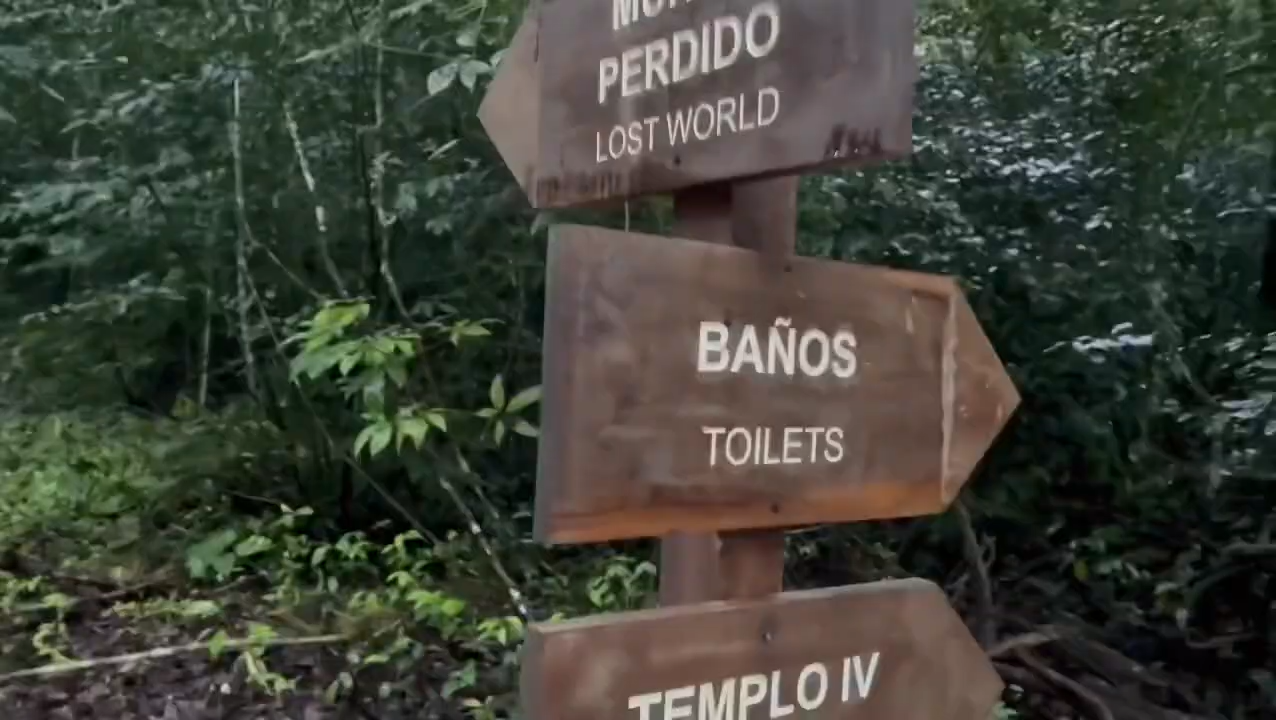 PERDIDO
LOST WORLD
BAÑOS
TOILETS
TEMPLO IV